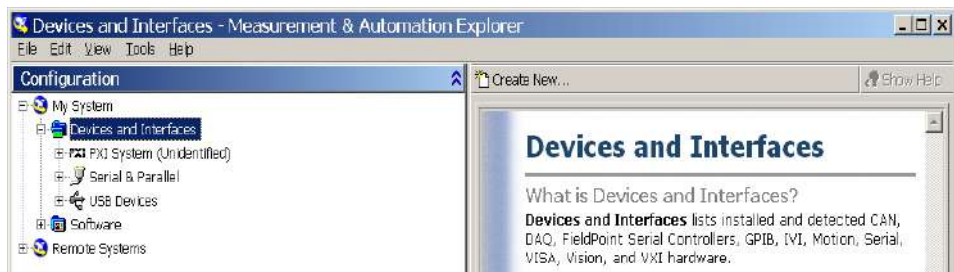 Devices and Interfaces - Measurement & Automation Explorer
File Edit View Tools Help
Configuration
Create New...
Show Help
My System
Devices and Interfaces
PXI PXI System (Unidentified)
Serial & Parallel
USB Devices
Software
Remote Systems
Devices and Interfaces
What is Devices and Interfaces?
Devices and Interfaces lists installed and detected CAN,
DAQ, FieldPoint Serial Controllers, GPIB, IVI, Motion, Serial,
VISA, Vision, and VXI hardware.